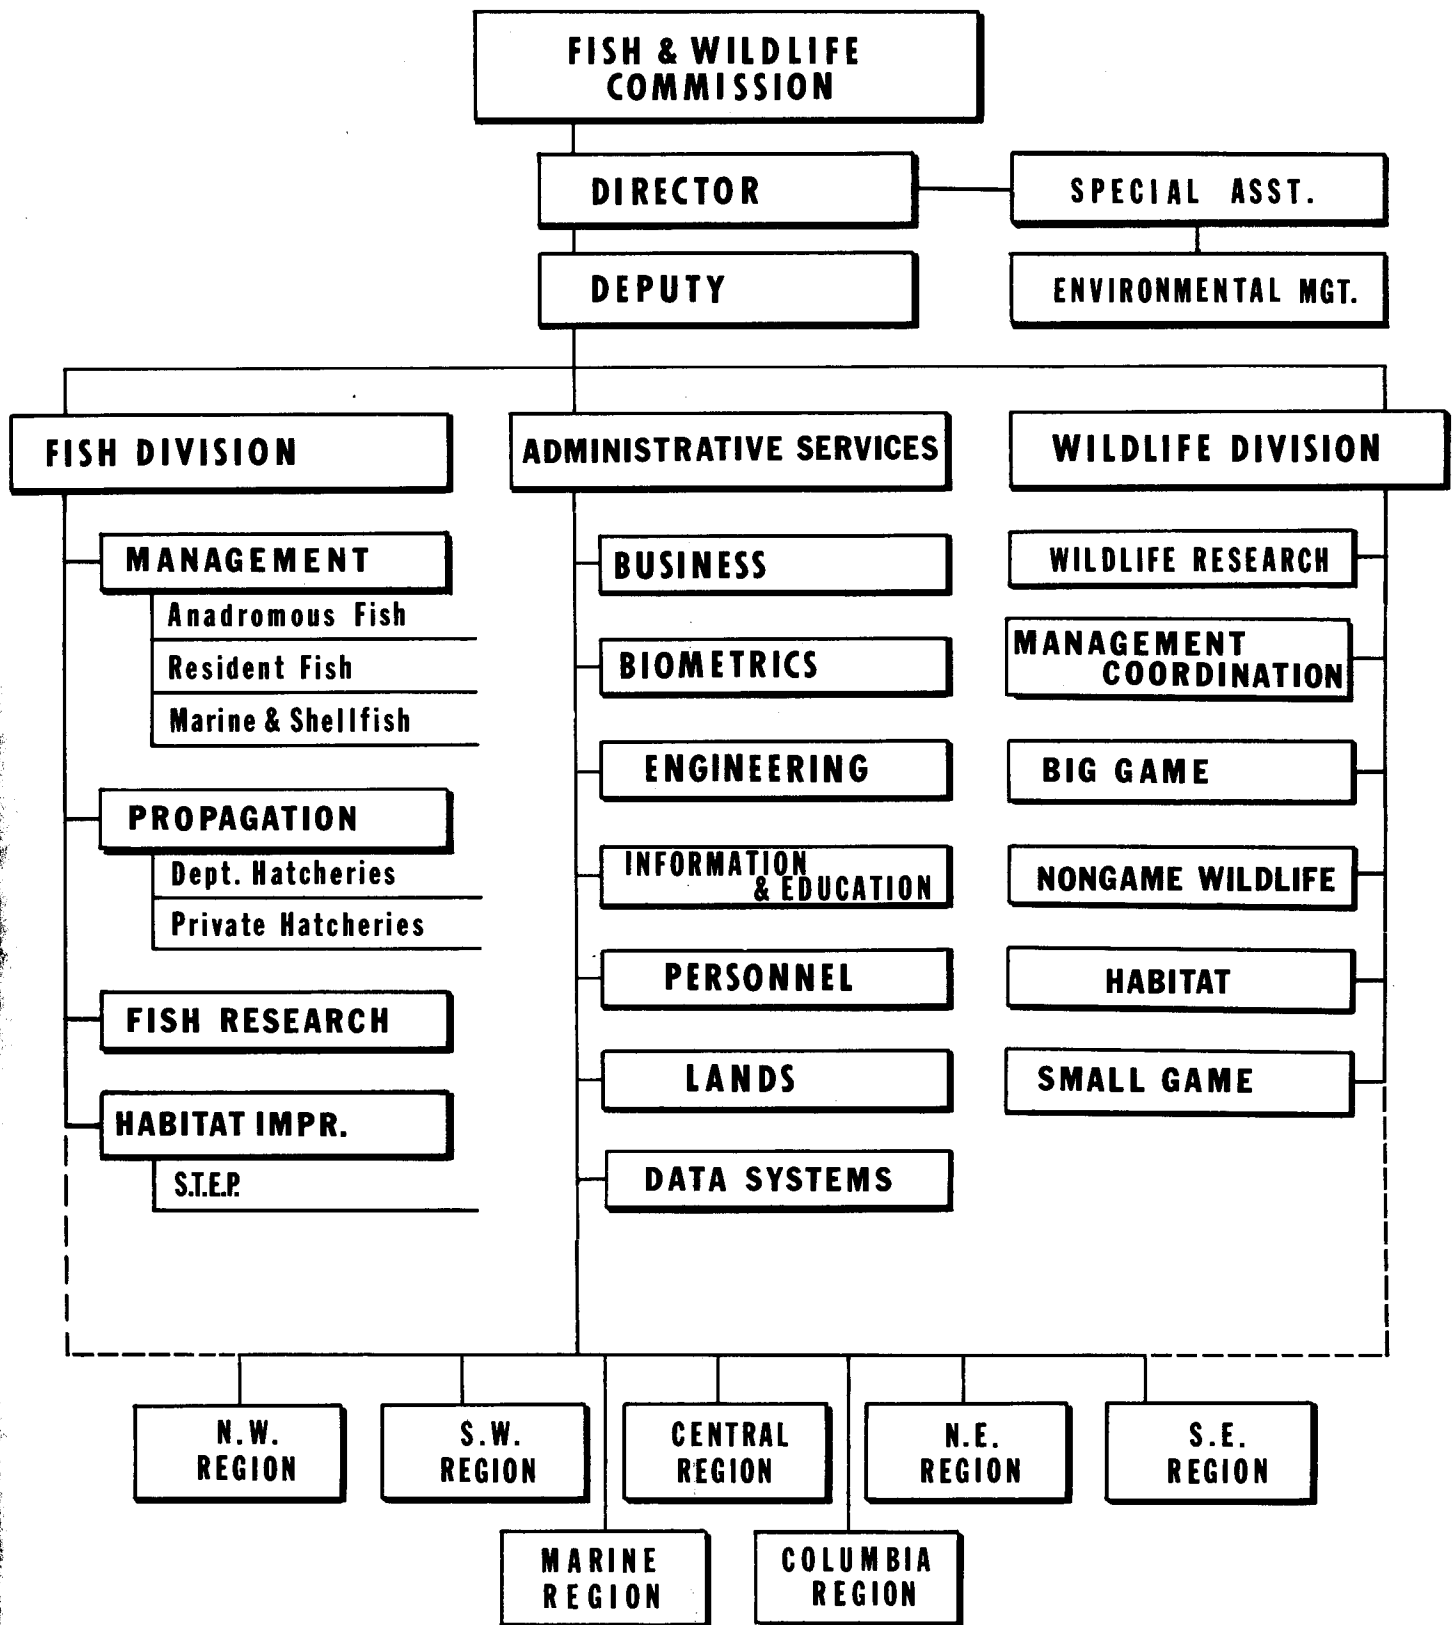 FISH & WILDLIFE
COMMISSION
DIRECTOR
SPECIAL ASST.
DEPUTY
ENVIRONMENTAL MGT.
FISH DIVISION
MANAGEMENT
Anadromous Fish
Resident Fish
Marine & Shellfish
PROPAGATION
Dept. Hatcheries
Private Hatcheries
FISH RESEARCH
HABITAT IMPR.
S.T.E.P.
ADMINISTRATIVE SERVICES
BUSINESS
BIOMETRICS
ENGINEERING
INFORMATION
& EDUCATION
PERSONNEL
LANDS
DATA SYSTEMS
WILDLIFE DIVISION
WILDLIFE RESEARCH
MANAGEMENT
COORDINATION
BIG GAME
NONGAME WILDLIFE
HABITAT
SMALL GAME
N.W.
REGION
S.W.
REGION
CENTRAL
REGION
N.E.
REGION
S.E.
REGION
MARINE
REGION
COLUMBIA
REGION